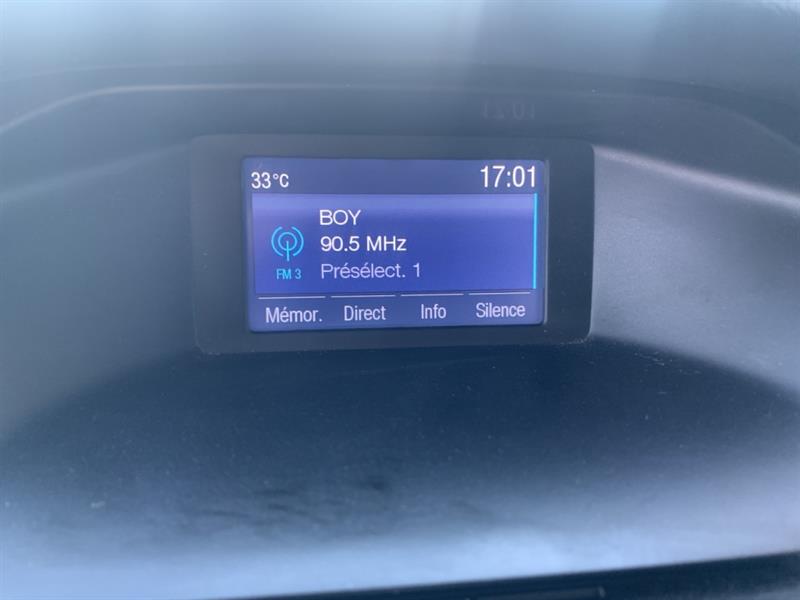 33°C 17:01
BOY
90.5 MHz
FM 3 Présélect. 1
Mémor. Direct Info Silence